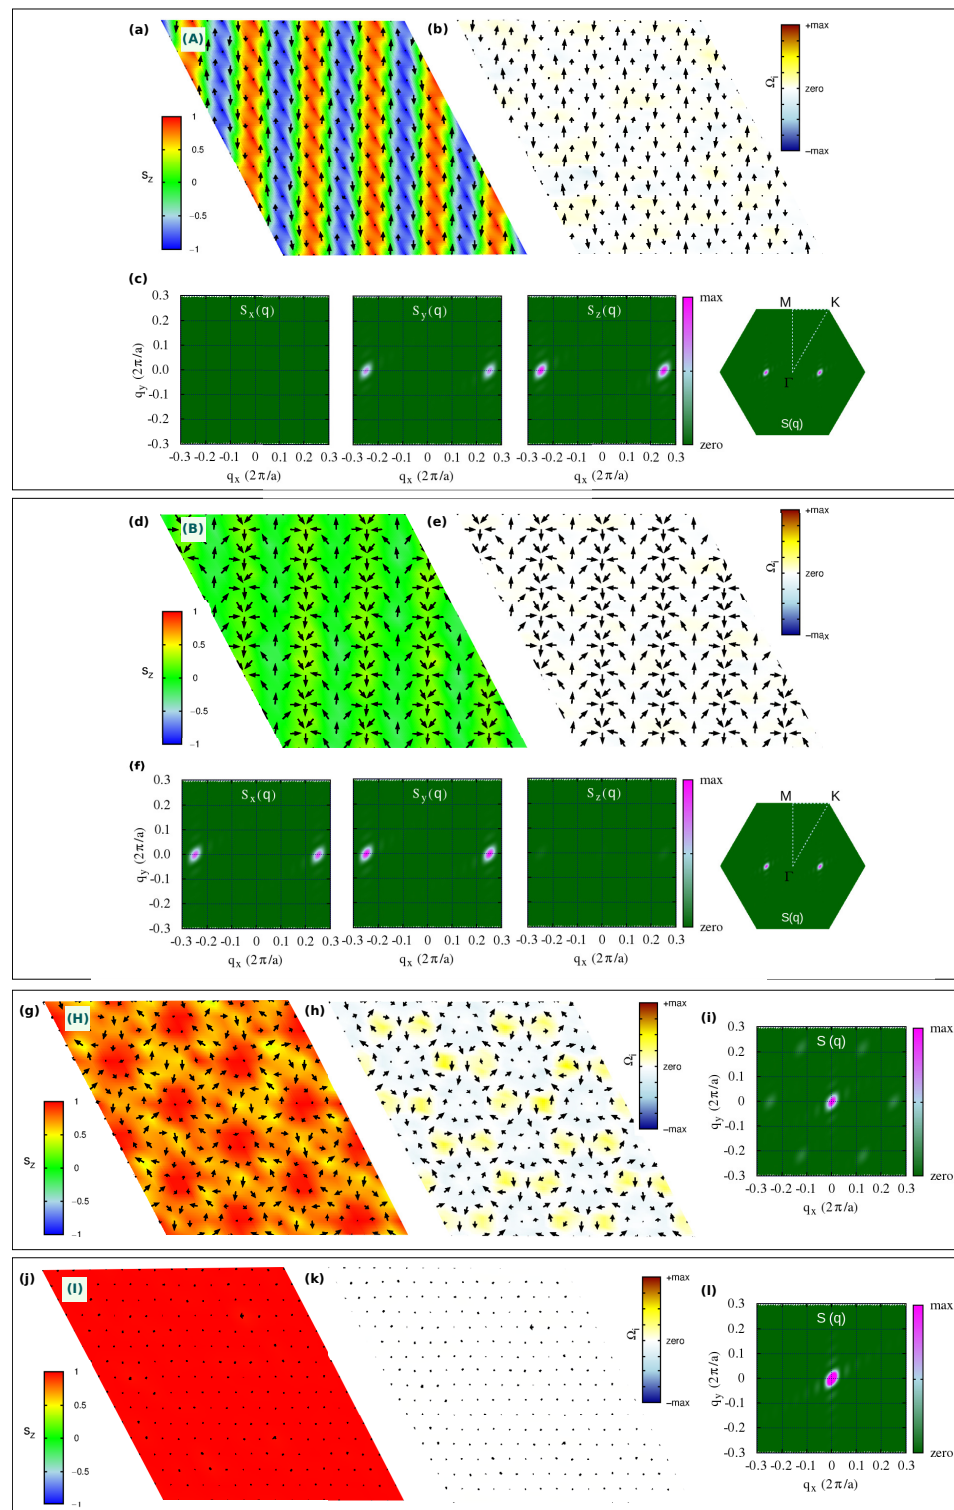 (a) (A) (b)
+max
Ω_i
zero
−max
1
0.5
s_z 0
−0.5
−1
(c)
S_x(q) S_y(q) S_z(q)
0.3
0.2
0.1
0.0
-0.1
-0.2
-0.3
q_y (2π/a)
-0.3 -0.2 -0.1 0 0.1 0.2 0.3 -0.3 -0.2 -0.1 0 0.1 0.2 0.3 -0.3 -0.2 -0.1 0 0.1 0.2 0.3
q_x (2π/a) q_x (2π/a) q_x (2π/a)
max
zero
M K
Γ
S(q)
(d) (B) (e)
+max
Ω_i
zero
−max
1
0.5
s_z 0
−0.5
−1
(f)
S_x(q) S_y(q) S_z(q)
0.3
0.2
0.1
0.0
-0.1
-0.2
-0.3
q_y (2π/a)
-0.3 -0.2 -0.1 0 0.1 0.2 0.3 -0.3 -0.2 -0.1 0 0.1 0.2 0.3 -0.3 -0.2 -0.1 0 0.1 0.2 0.3
q_x (2π/a) q_x (2π/a) q_x (2π/a)
max
zero
M K
Γ
S(q)
(g) (H) (h) (i)
+max
Ω_i
zero
−max
1
0.5
s_z 0
−0.5
−1
S(q)
0.3
0.2
0.1
0.0
-0.1
-0.2
-0.3
q_y (2π/a)
-0.3 -0.2 -0.1 0 0.1 0.2 0.3
q_x (2π/a)
max
zero
(j) (I) (k) (l)
+max
Ω_i
zero
−max
1
0.5
s_z 0
−0.5
−1
S(q)
0.3
0.2
0.1
0.0
-0.1
-0.2
-0.3
q_y (2π/a)
-0.3 -0.2 -0.1 0 0.1 0.2 0.3
q_x (2π/a)
max
zero